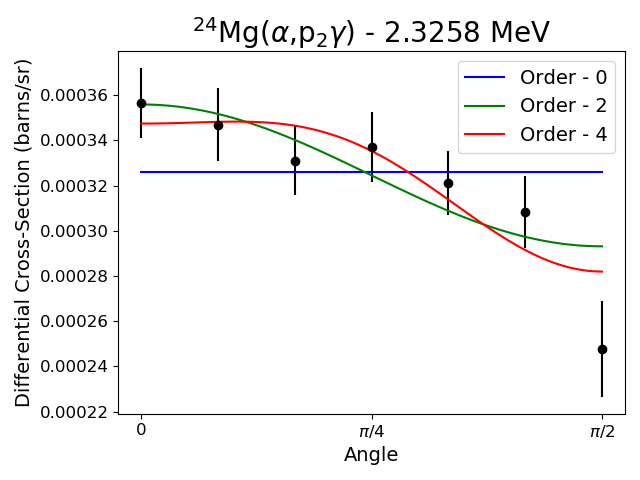 ²⁴Mg(α,p₂γ) - 2.3258 MeV
Order - 0
Order - 2
Order - 4
Differential Cross-Section (barns/sr)
0.00036
0.00034
0.00032
0.00030
0.00028
0.00026
0.00024
0.00022
0
π/4
π/2
Angle